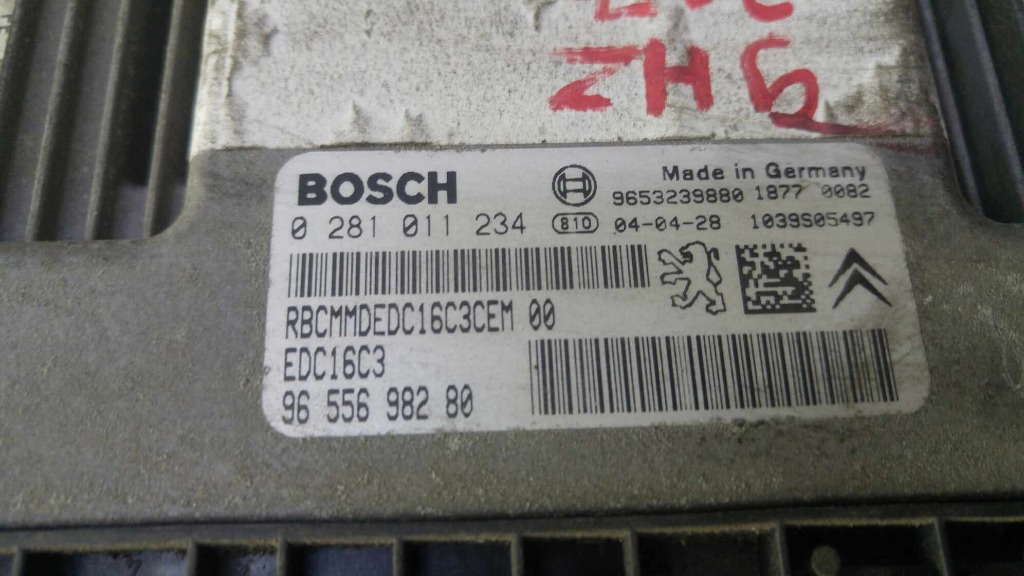 9HZ
BOSCH
Made in Germany
9653239880 1877 0082
0 281 011 234
810
04-04-28
1039S05497
RBCMMDEDC16C3CEM 00
EDC16C3
96 556 982 80